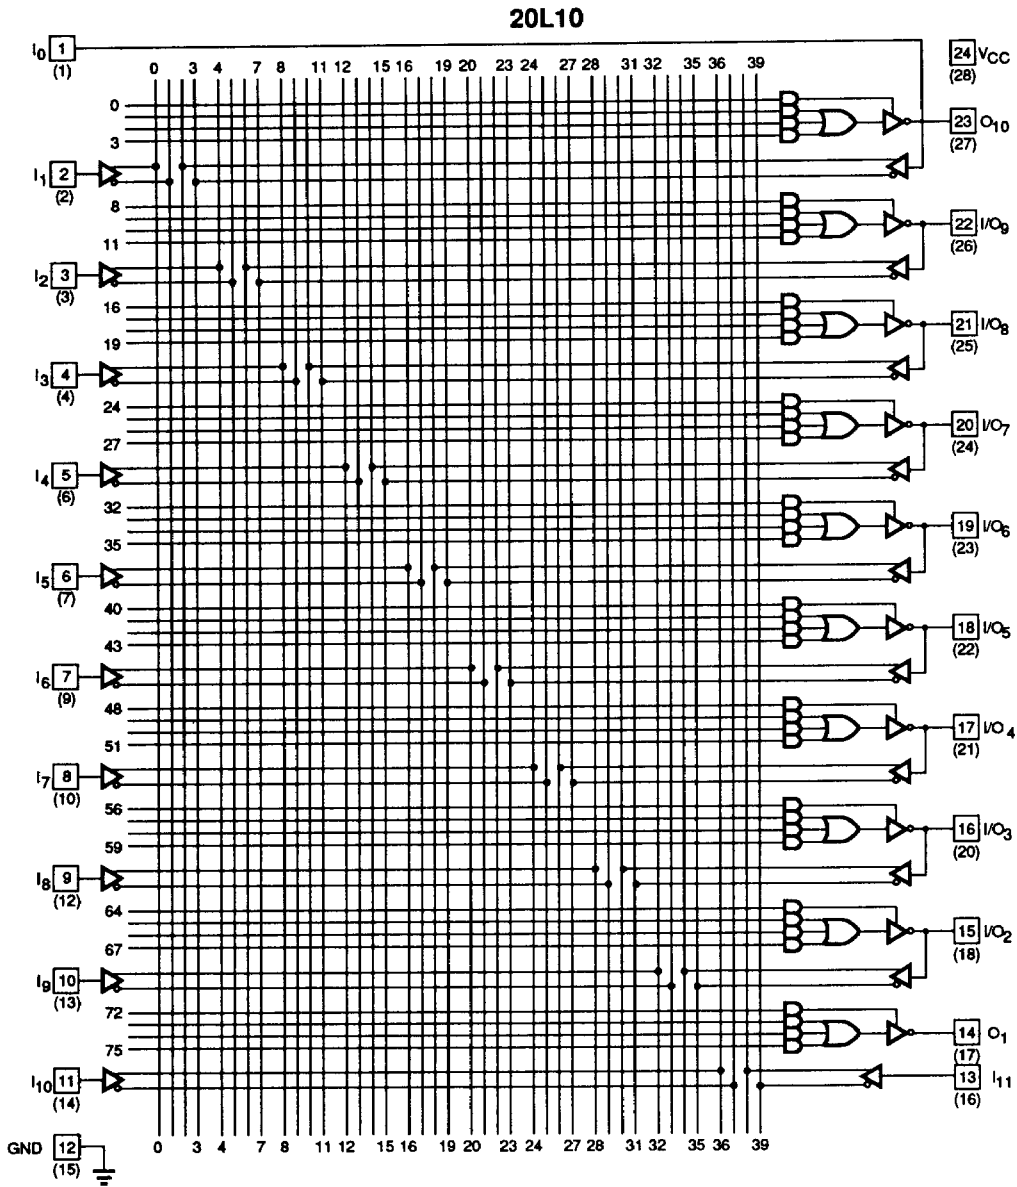 20L10
I0 1 24 VCC
(1) 0 3 4 7 8 11 12 15 16 19 20 23 24 27 28 31 32 35 36 39 (28)
0
23 O10
3 (27)
I1 2
(2)
8
22 I/O9
11 (26)
I2 3
(3)
16
21 I/O8
19 (25)
I3 4
(4)
24
20 I/O7
27 (24)
I4 5
(6)
32
19 I/O6
35 (23)
I5 6
(7)
40
18 I/O5
43 (22)
I6 7
(9)
48
17 I/O4
51 (21)
I7 8
(10)
56
16 I/O3
59 (20)
I8 9
(12)
64
15 I/O2
67 (18)
I9 10
(13)
72
14 O1
75 (17)
I10 11 13 I11
(14) (16)
GND 12 0 3 4 7 8 11 12 15 16 19 20 23 24 27 28 31 32 35 36 39
(15)